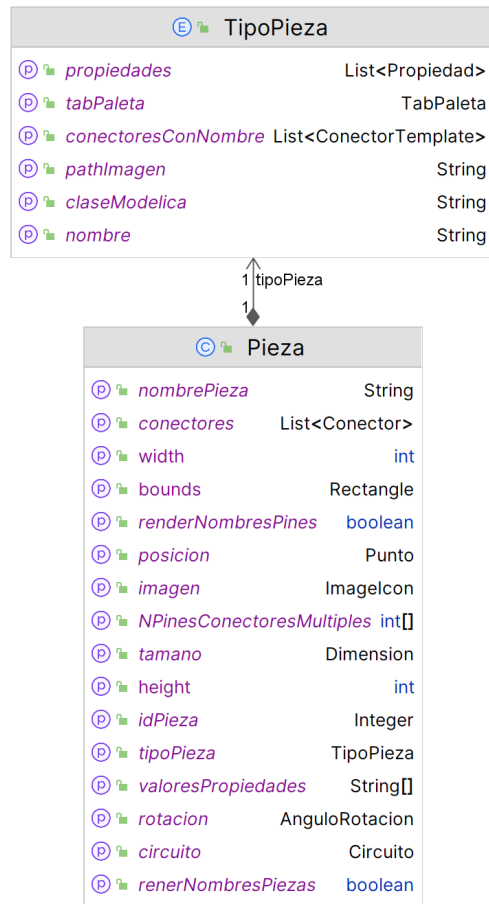 E TipoPieza
P propiedades List<Propiedad>
P tabPaleta TabPaleta
P conectoresConNombre List<ConectorTemplate>
P pathImagen String
P claseModelica String
P nombre String
1 tipoPieza
1
C Pieza
P nombrePieza String
P conectores List<Conector>
P width int
P bounds Rectangle
P renderNombresPines boolean
P posicion Punto
P imagen ImageIcon
P NPinesConectoresMultiples int[]
P tamano Dimension
P height int
P idPieza Integer
P tipoPieza TipoPieza
P valoresPropiedades String[]
P rotacion AnguloRotacion
P circuito Circuito
P renerNombresPiezas boolean